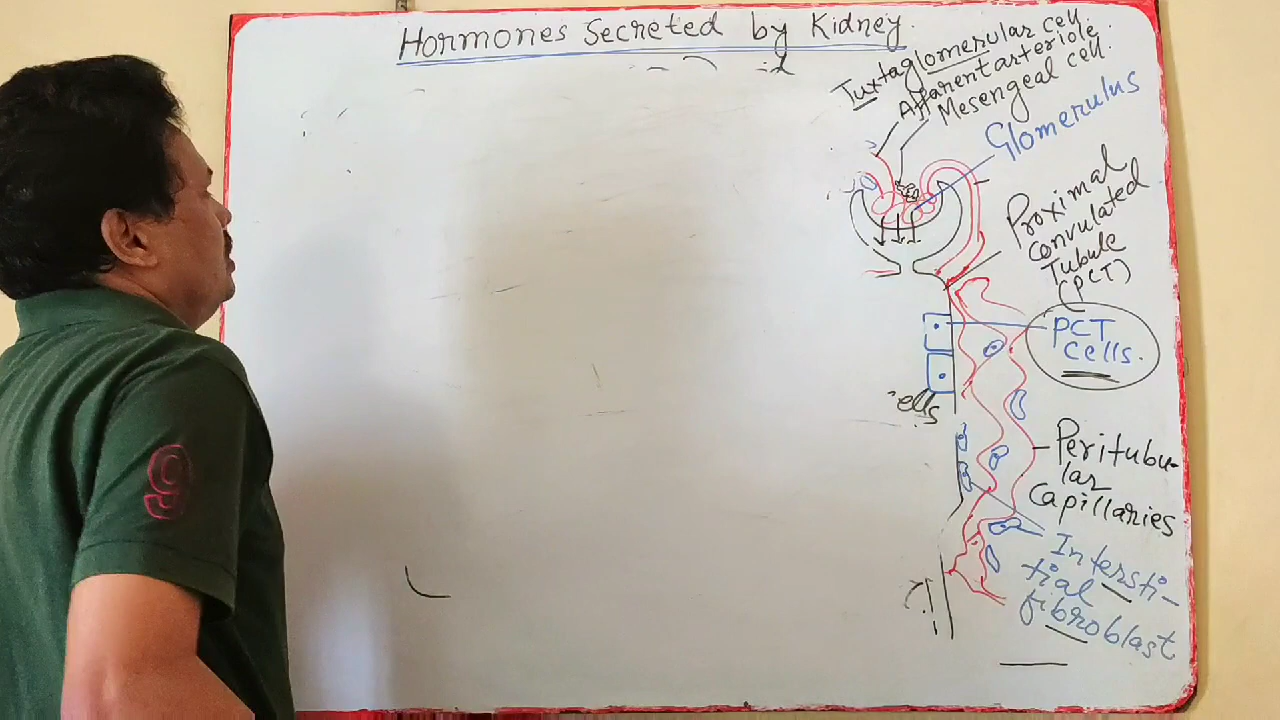 Hormones Secreted by Kidney.
Juxtaglomerular cell
Afferent arteriole
Mesengeal cell.
Glomerulus
Proximal
Convulated
Tubule
(PCT)
PCT
Cells.
ells
Peritubu-
lar
Capillaries
Intersti-
tial
fibroblast